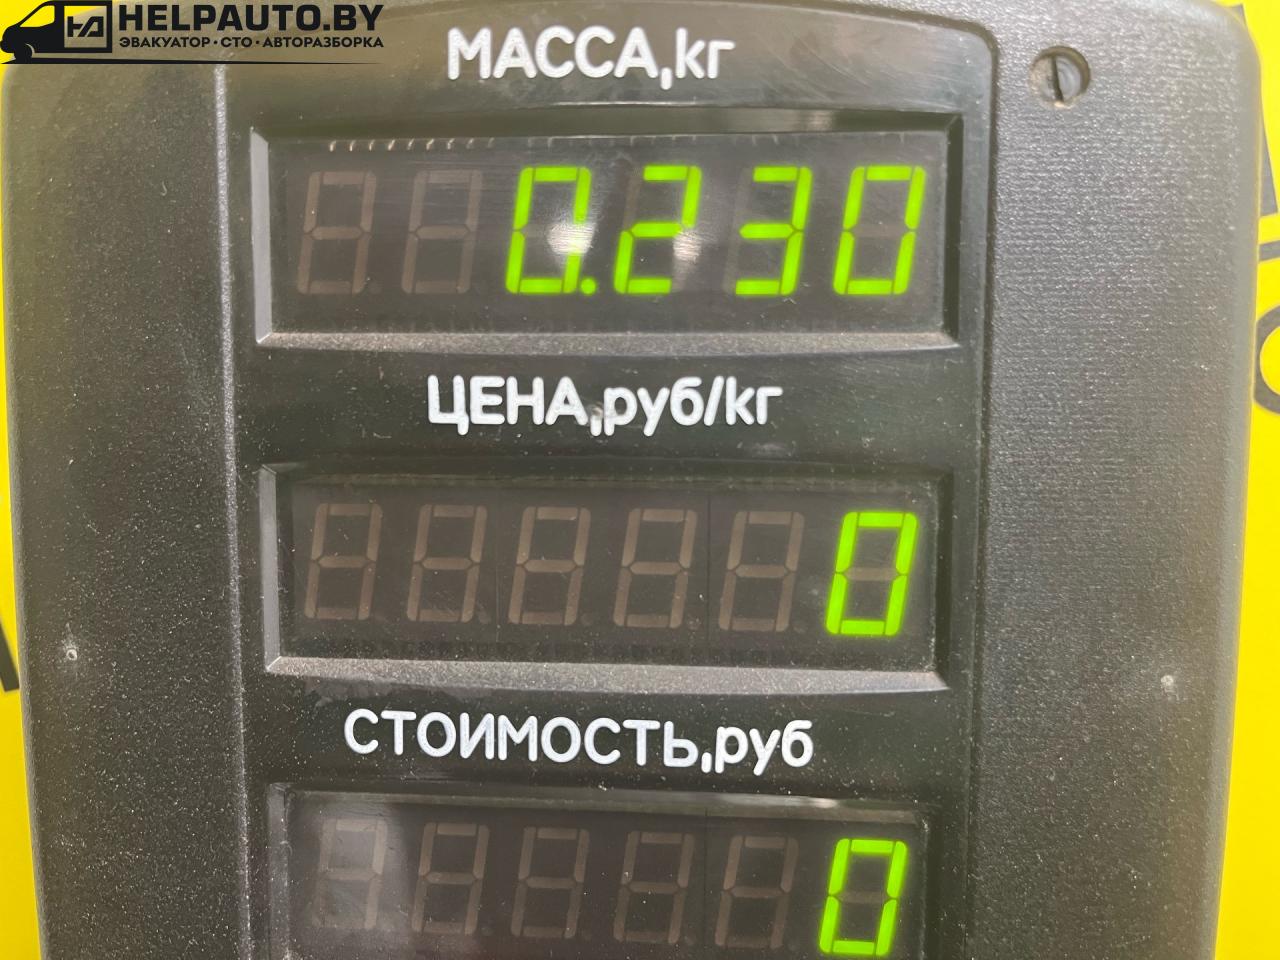 HELPAUTO.BY
ЭВАКУАТОР · СТО · АВТОРАЗБОРКА
МАССА,кг
0.230
ЦЕНА,руб/кг
0
СТОИМОСТЬ,руб
0